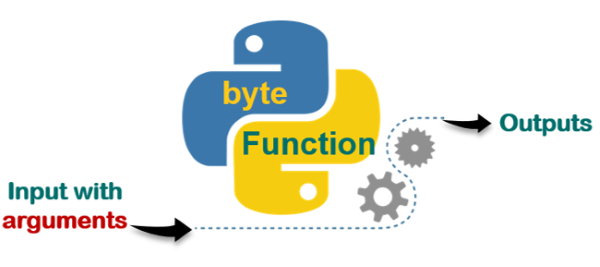 byte
Function
Outputs
Input with
arguments